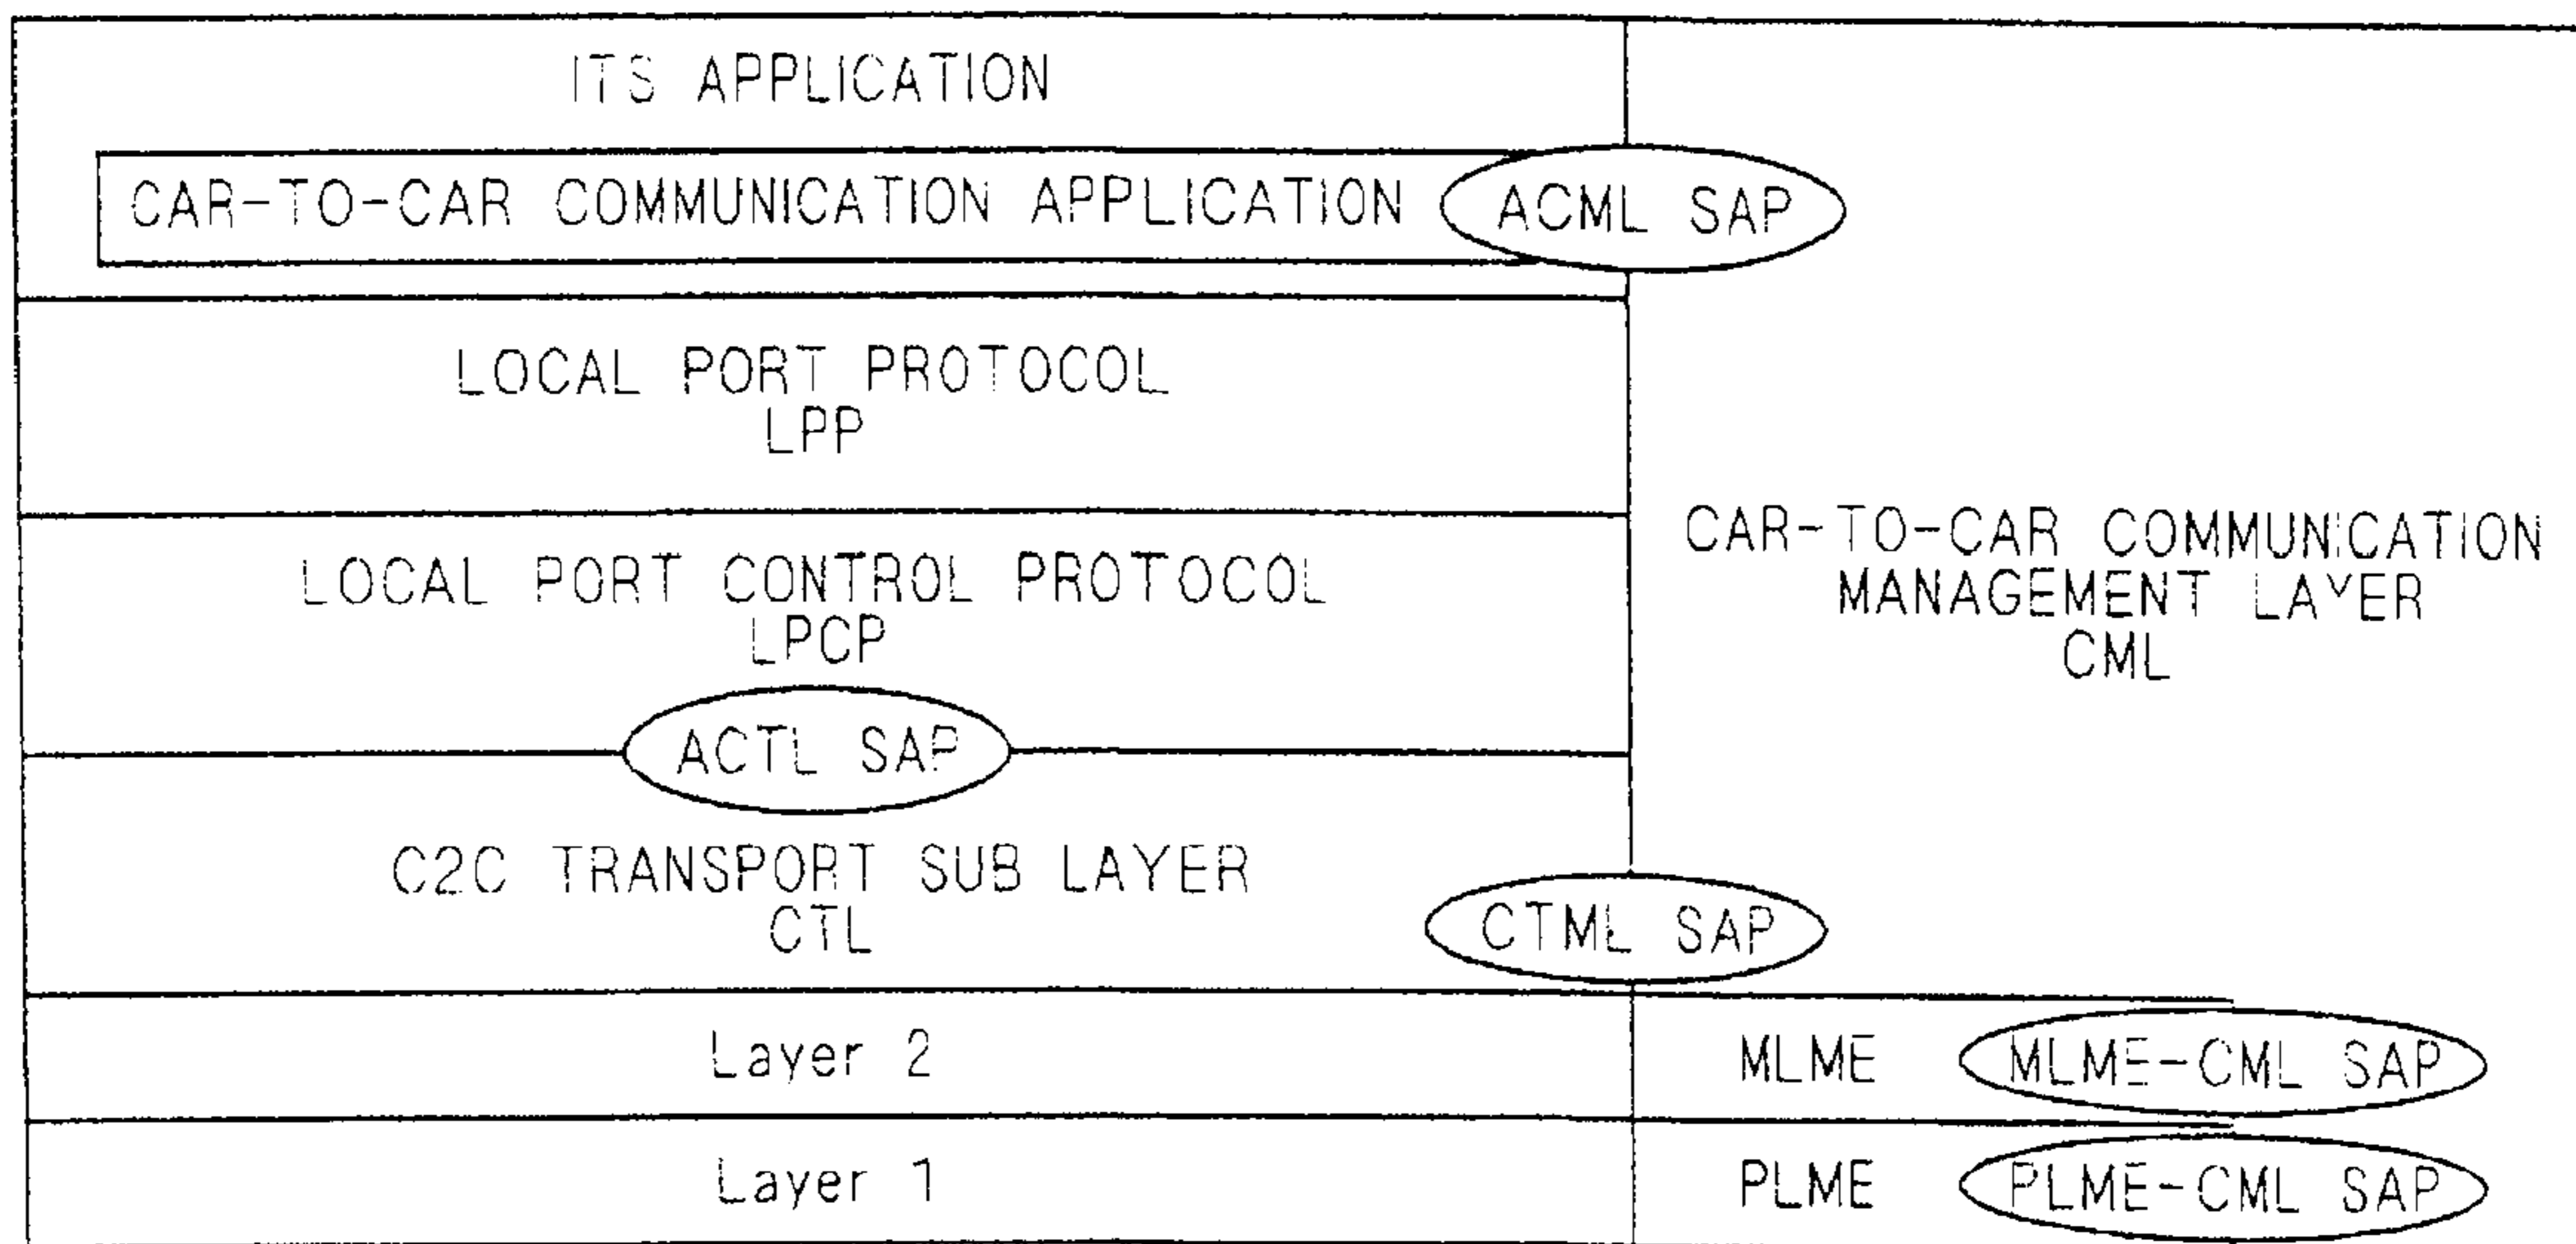 ITS APPLICATION
CAR-TO-CAR COMMUNICATION APPLICATION
ACML SAP
LOCAL PORT PROTOCOL
LPP
LOCAL PORT CONTROL PROTOCOL
LPCP
CAR-TO-CAR COMMUNICATION
MANAGEMENT LAYER
CML
ACTL SAP
C2C TRANSPORT SUB LAYER
CTL
CTML SAP
Layer 2
MLME
MLME-CML SAP
Layer 1
PLME
PLME-CML SAP